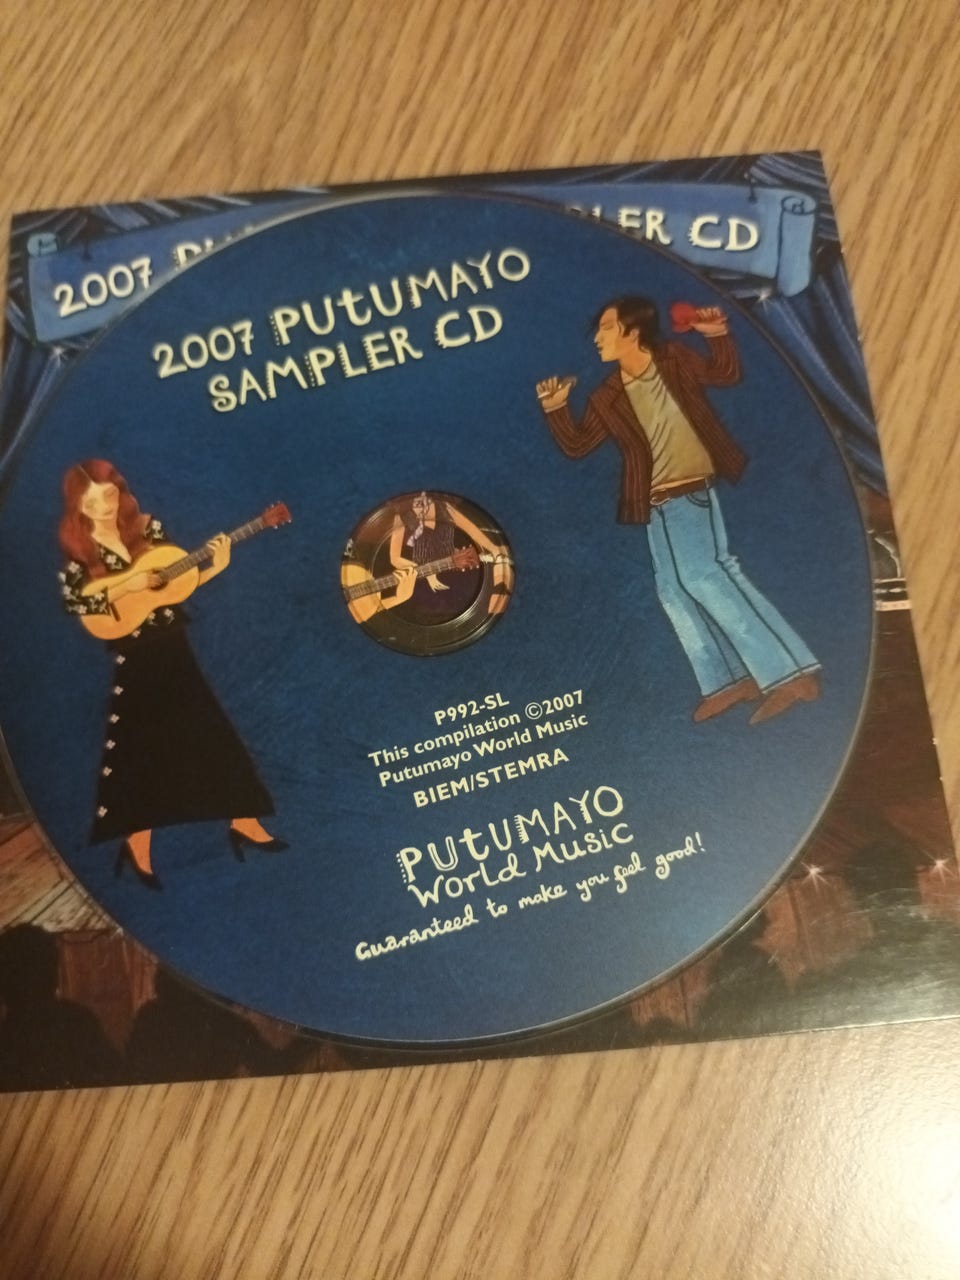 2007
ER CD
2007 PUTUMAYO
SAMPLER CD
P992-SL
This compilation ©2007
Putumayo World Music
BIEM/STEMRA
PUTUMAYO
World Music
Guaranteed to make you feel good!